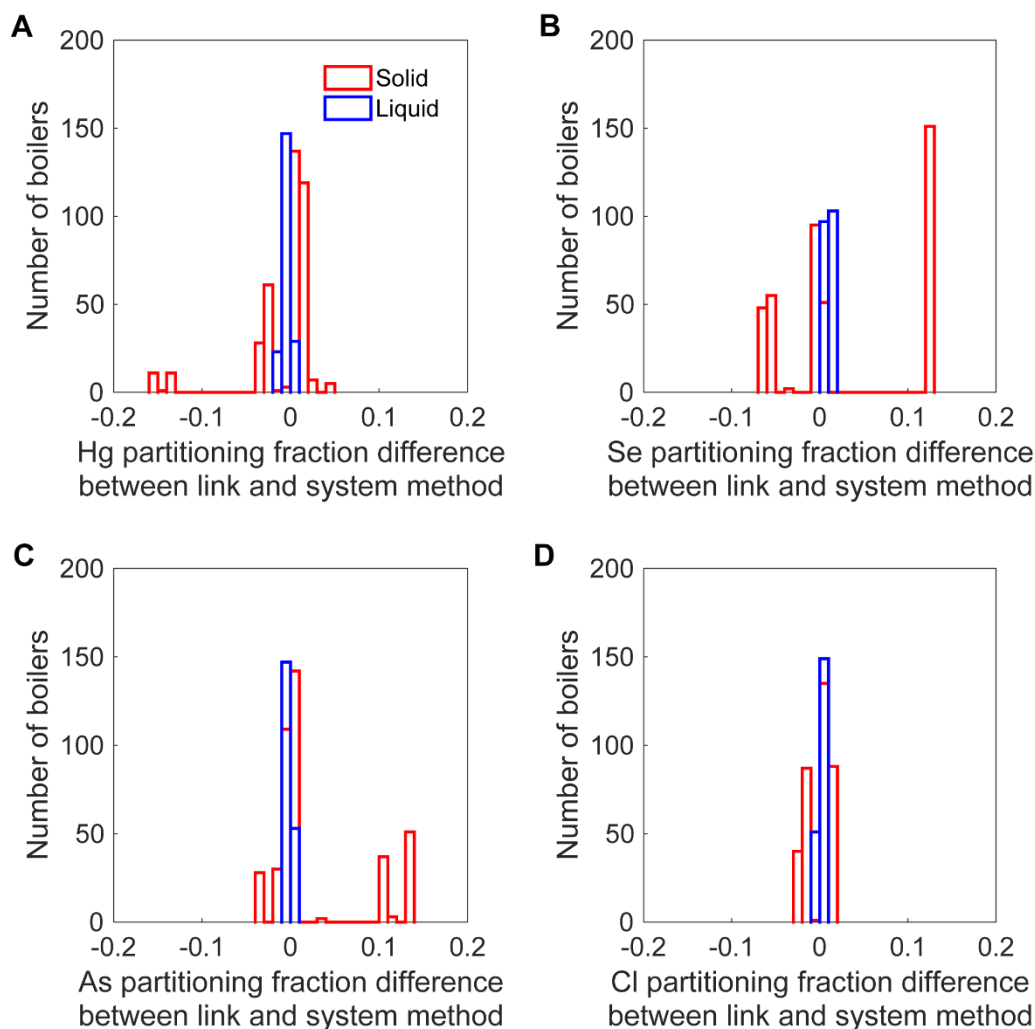 A
200
150
100
50
0
Number of boilers
Solid
Liquid
-0.2
-0.1
0
0.1
0.2
Hg partitioning fraction difference
between link and system method
B
200
150
100
50
0
Number of boilers
-0.2
-0.1
0
0.1
0.2
Se partitioning fraction difference
between link and system method
C
200
150
100
50
0
Number of boilers
-0.2
-0.1
0
0.1
0.2
As partitioning fraction difference
between link and system method
D
200
150
100
50
0
Number of boilers
-0.2
-0.1
0
0.1
0.2
Cl partitioning fraction difference
between link and system method